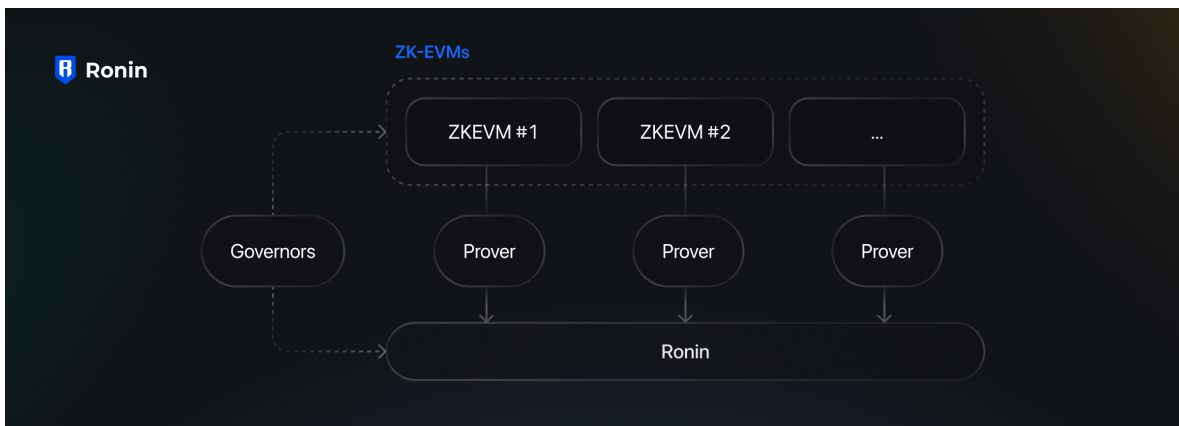 Ronin
ZK-EVMs
ZKEVM #1
ZKEVM #2
...
Governors
Prover
Prover
Prover
Ronin